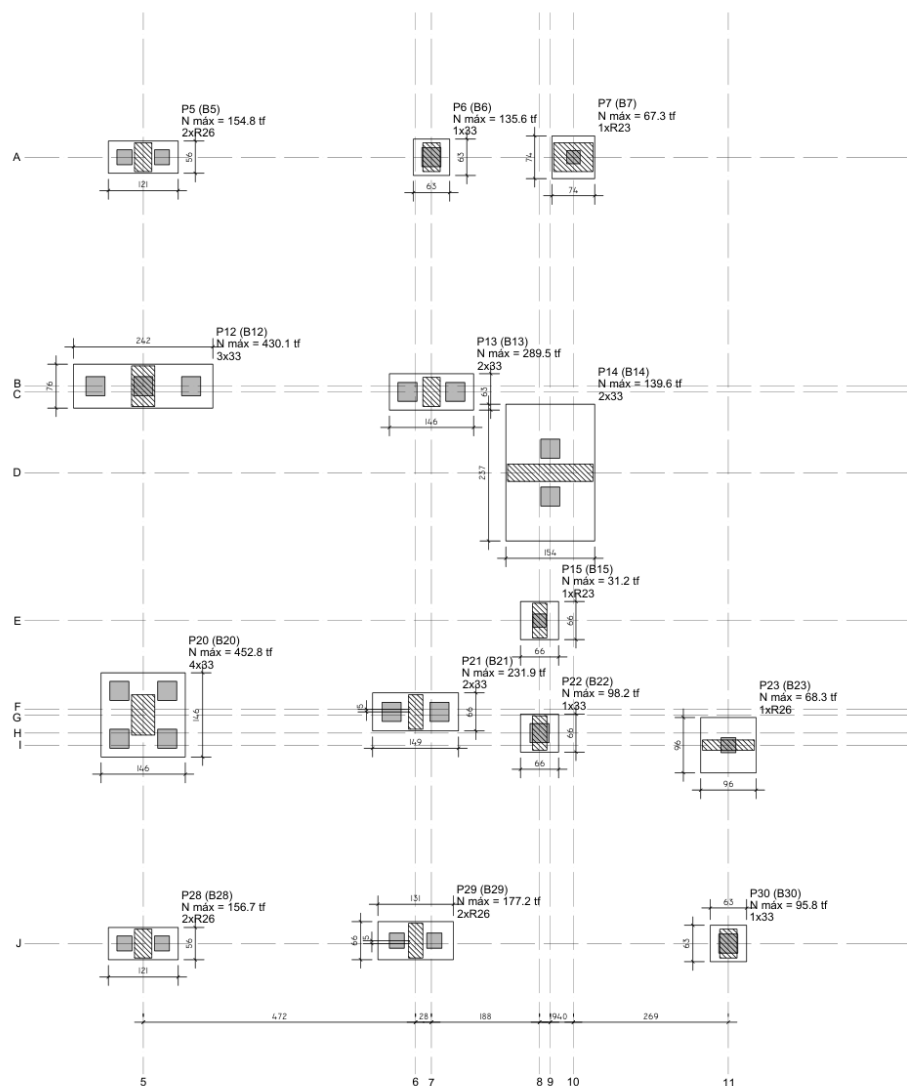 P5 (B5)
N máx = 154.8 tf
2xR26
56
121
P6 (B6)
N máx = 135.6 tf
1x33
63
63
P7 (B7)
N máx = 67.3 tf
1xR23
74
74
A
P12 (B12)
N máx = 430.1 tf
3x33
242
76
P13 (B13)
N máx = 289.5 tf
2x33
63
146
P14 (B14)
N máx = 139.6 tf
2x33
237
154
B
C
D
P15 (B15)
N máx = 31.2 tf
1xR23
66
66
E
P20 (B20)
N máx = 452.8 tf
4x33
146
146
P21 (B21)
N máx = 231.9 tf
2x33
15
66
149
P22 (B22)
N máx = 98.2 tf
1x33
66
66
P23 (B23)
N máx = 68.3 tf
1xR26
96
96
F
G
H
I
P28 (B28)
N máx = 156.7 tf
2xR26
56
121
P29 (B29)
N máx = 177.2 tf
2xR26
131
66
15
P30 (B30)
N máx = 95.8 tf
1x33
63
63
J
472
28
188
19
40
269
5
6
7
8
9
10
11